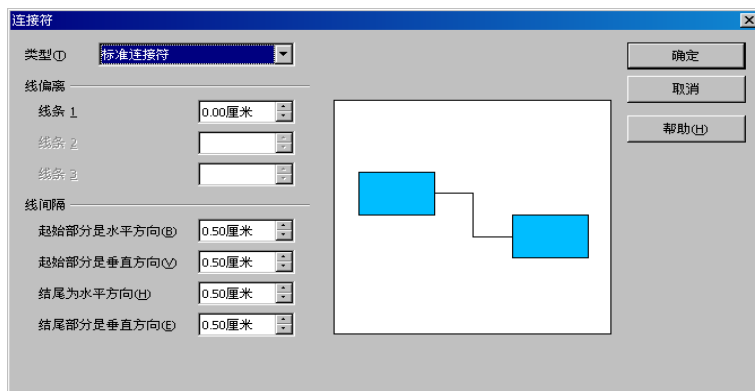 连接符
类型(T) 标准连接符 确定
线偏离 取消
线条 1 0.00厘米 帮助(H)
线条 2
线条 3
线间隔
起始部分是水平方向(B) 0.50厘米
起始部分是垂直方向(V) 0.50厘米
结尾为水平方向(H) 0.50厘米
结尾部分是垂直方向(E) 0.50厘米